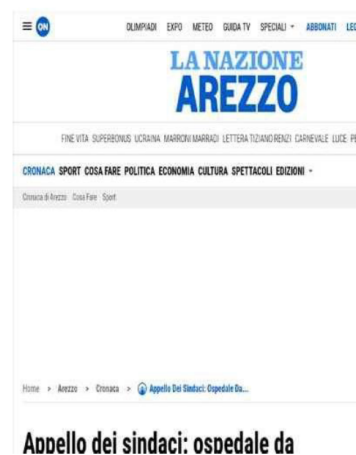 ON OLIMPIADI EXPO METEO GUIDA TV SPECIALI ABBONATI
LA NAZIONE
AREZZO
FINE VITA SUPERBONUS UCRAINA MARRONI MARRADI LETTERA TIZIANO RENZI CARNEVALE LUCE
CRONACA SPORT COSA FARE POLITICA ECONOMIA CULTURA SPETTACOLI EDIZIONI
Cronaca di Arezzo Cosa Fare Sport
Home > Arezzo > Cronaca > Appello Dei Sindaci: Ospedale Da...
Appello dei sindaci: ospedale da